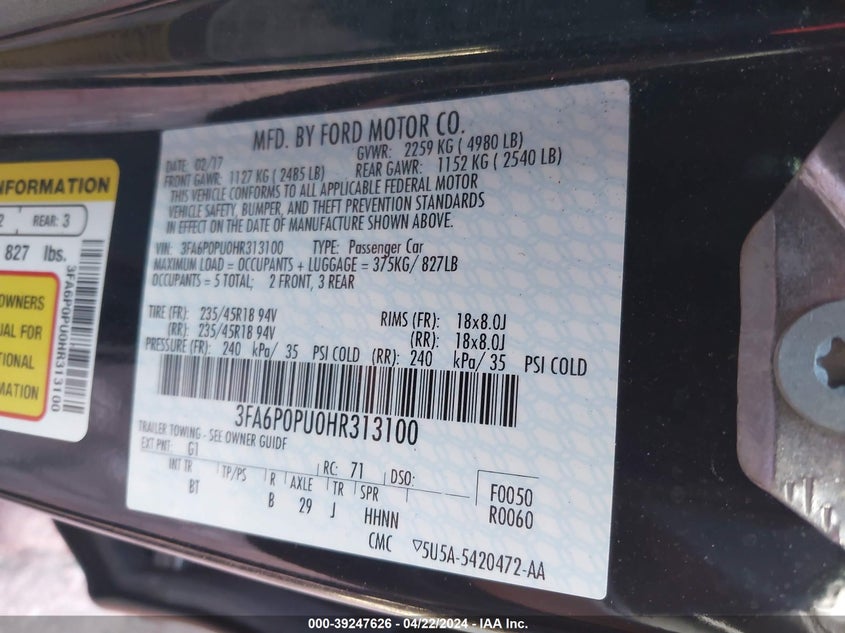 NFORMATION
2 REAR: 3
827 lbs.
OWNERS
UAL FOR
TIONAL
MATION
3FA6P0PU0HR313100
MFD. BY FORD MOTOR CO.
DATE: 02/17 GVWR: 2259 KG ( 4980 LB)
FRONT GAWR: 1127 KG ( 2485 LB) REAR GAWR: 1152 KG ( 2540 LB)
THIS VEHICLE CONFORMS TO ALL APPLICABLE FEDERAL MOTOR
VEHICLE SAFETY, BUMPER, AND THEFT PREVENTION STANDARDS
IN EFFECT ON THE DATE OF MANUFACTURE SHOWN ABOVE.
VIN: 3FA6P0PU0HR313100 TYPE: Passenger Car
MAXIMUM LOAD = OCCUPANTS + LUGGAGE = 375KG/ 827LB
OCCUPANTS = 5 TOTAL; 2 FRONT, 3 REAR
TIRE (FR): 235/45R18 94V RIMS (FR): 18x8.0J
(RR): 235/45R18 94V (RR): 18x8.0J
PRESSURE (FR): 240 kPa/ 35 PSI COLD (RR): 240 kPa/ 35 PSI COLD
3FA6P0PU0HR313100
TRAILER TOWING - SEE OWNER GUIDE
EXT PNT: G1 RC: 71 DSO: F0050
INT TR TP/PS R AXLE TR SPR R0060
BT B 29 J HHNN
CMC ▽5U5A-5420472-AA
000-39247626 - 04/22/2024 - IAA Inc.